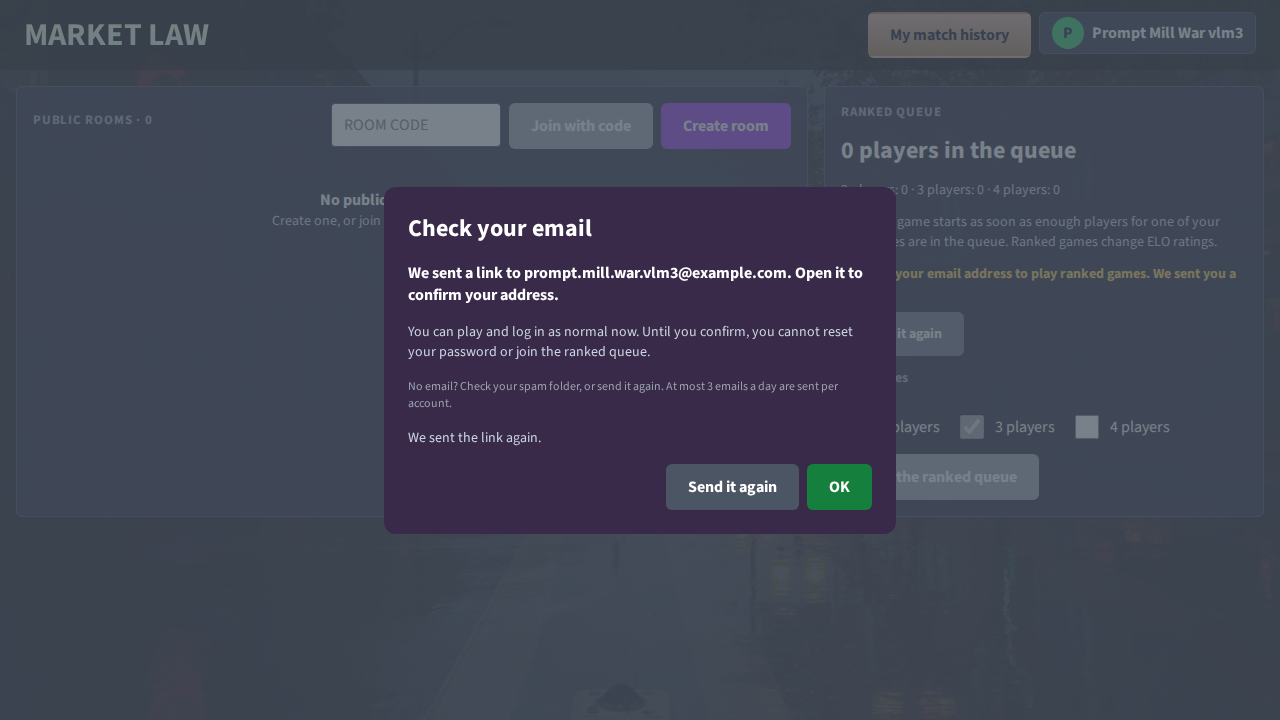 MARKET LAW
My match history
P
Prompt Mill War vlm3
PUBLIC ROOMS · 0
ROOM CODE
Join with code
Create room
No public
Create one, or join
RANKED QUEUE
0 players in the queue
s: 0 · 3 players: 0 · 4 players: 0
game starts as soon as enough players for one of your
are in the queue. Ranked games change ELO ratings.
your email address to play ranked games. We sent you a
it again
players
3 players
4 players
the ranked queue
Check your email
We sent a link to prompt.mill.war.vlm3@example.com. Open it to
confirm your address.
You can play and log in as normal now. Until you confirm, you cannot reset
your password or join the ranked queue.
No email? Check your spam folder, or send it again. At most 3 emails a day are sent per
account.
We sent the link again.
Send it again
OK